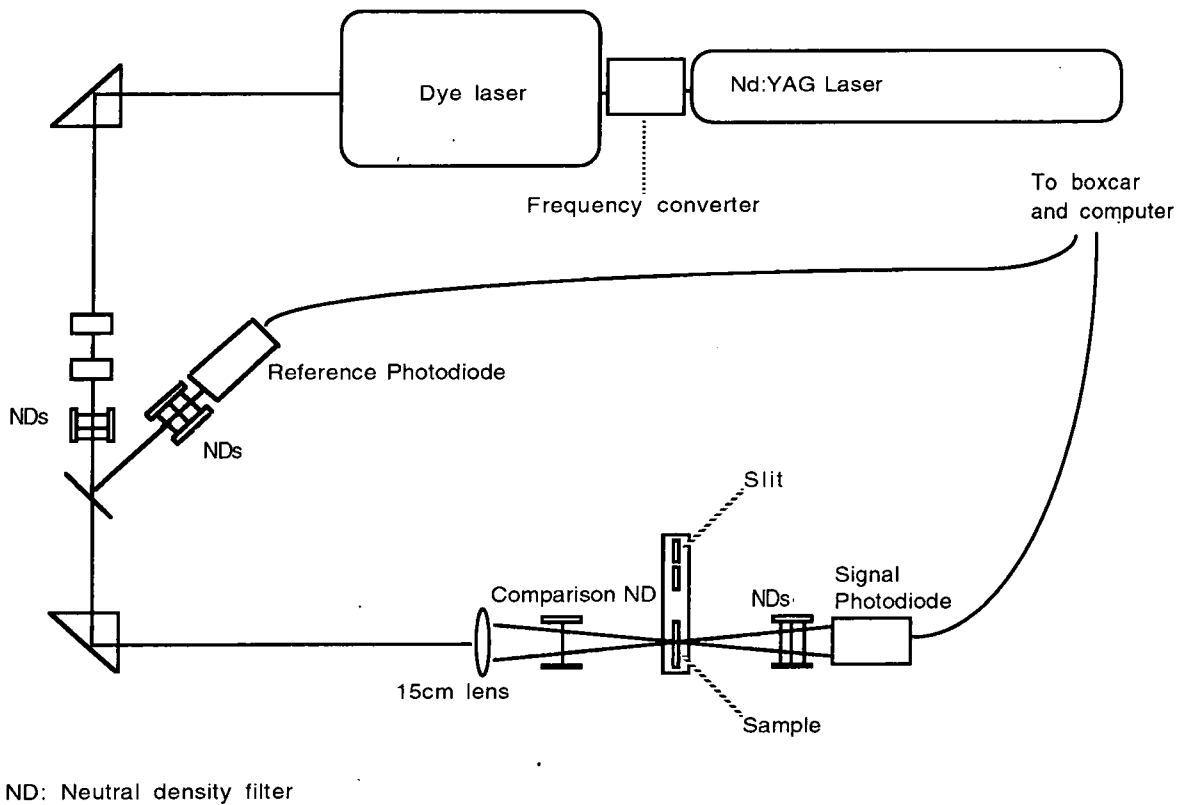 Dye laser
Nd:YAG Laser
Frequency converter
To boxcar
and computer
Reference Photodiode
NDs
NDs
Slit
Comparison ND
NDs
Signal
Photodiode
15cm lens
Sample
ND: Neutral density filter